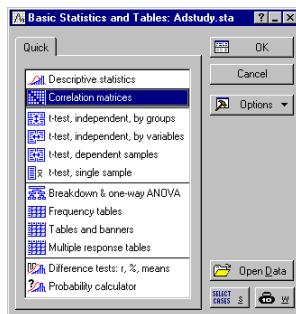 Basic Statistics and Tables: Adstudy.sta
Quick
OK
Cancel
Options
Descriptive statistics
Correlation matrices
t-test, independent, by groups
t-test, independent, by variables
t-test, dependent samples
t-test, single sample
Breakdown & one-way ANOVA
Frequency tables
Tables and banners
Multiple response tables
Difference tests: r, %, means
Probability calculator
Open Data
SELECT CASES S W